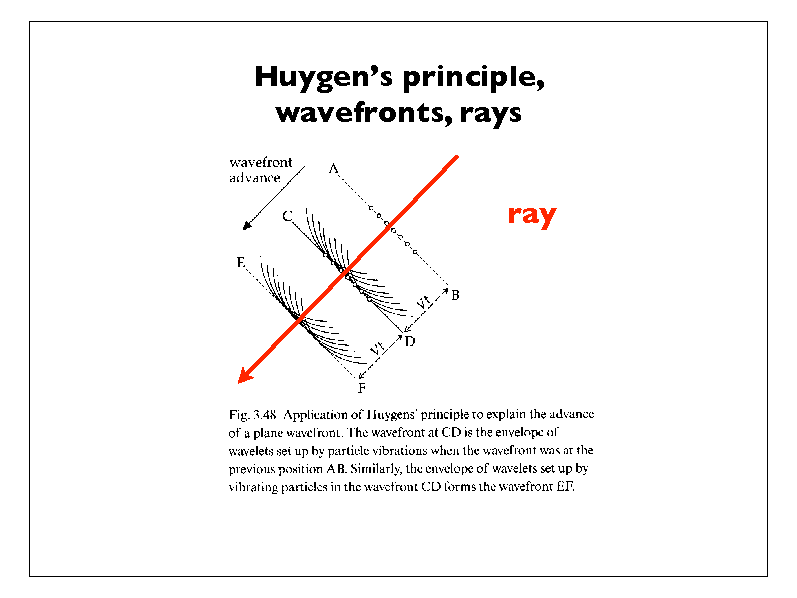 Huygen's principle,
wavefronts, rays
wavefront
advance
A
ray
C
E
B
Vt
D
Vt
F
Fig. 3.48 Application of Huygens' principle to explain the advance
of a plane wavefront. The wavefront at CD is the envelope of
wavelets set up by particle vibrations when the wavefront was at the
previous position AB. Similarly, the envelope of wavelets set up by
vibrating particles in the wavefront CD forms the wavefront EF.